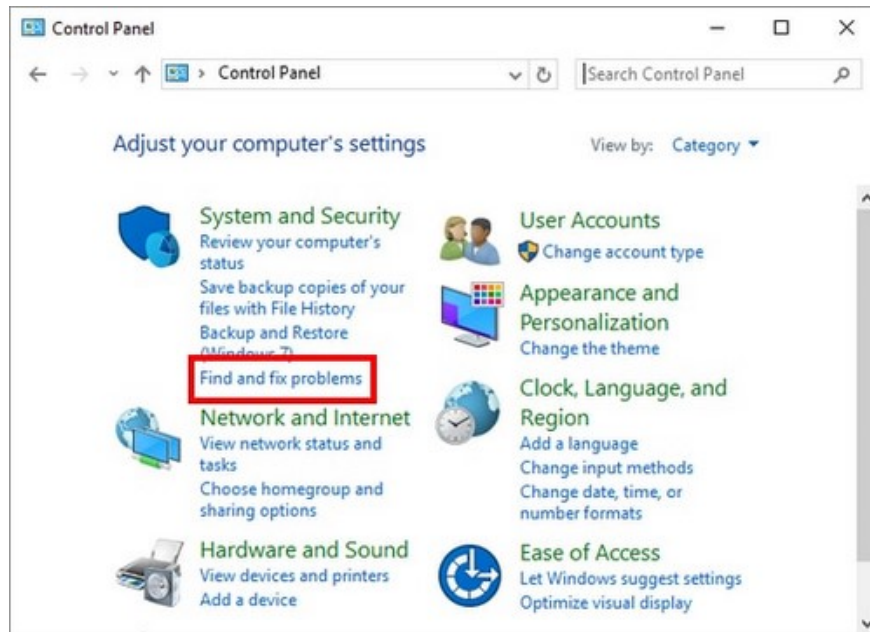 Control Panel
Control Panel
Search Control Panel
Adjust your computer's settings
View by: Category
System and Security
Review your computer's
status
Save backup copies of your
files with File History
Backup and Restore
(Windows 7)
Find and fix problems
Network and Internet
View network status and
tasks
Choose homegroup and
sharing options
Hardware and Sound
View devices and printers
Add a device
User Accounts
Change account type
Appearance and
Personalization
Change the theme
Clock, Language, and
Region
Add a language
Change input methods
Change date, time, or
number formats
Ease of Access
Let Windows suggest settings
Optimize visual display